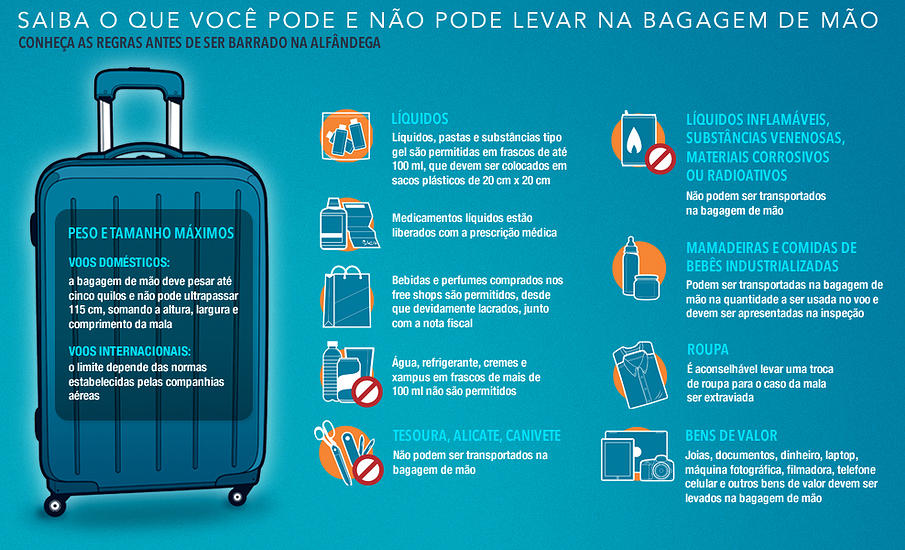 SAIBA O QUE VOCÊ PODE E NÃO PODE LEVAR NA BAGAGEM DE MÃO
CONHEÇA AS REGRAS ANTES DE SER BARRADO NA ALFÂNDEGA
PESO E TAMANHO MÁXIMOS
VOOS DOMÉSTICOS:
a bagagem de mão deve pesar até
cinco quilos e não pode ultrapassar
115 cm, somando a altura, largura e
comprimento da mala
VOOS INTERNACIONAIS:
o limite depende das normas
estabelecidas pelas companhias
aéreas
LÍQUIDOS
Líquidos, pastas e substâncias tipo
gel são permitidas em frascos de até
100 ml, que devem ser colocados em
sacos plásticos de 20 cm x 20 cm
Medicamentos líquidos estão
liberados com a prescrição médica
Bebidas e perfumes comprados nos
free shops são permitidos, desde
que devidamente lacrados, junto
com a nota fiscal
Água, refrigerante, cremes e
xampus em frascos de mais de
100 ml não são permitidos
TESOURA, ALICATE, CANIVETE
Não podem ser transportados na
bagagem de mão
LÍQUIDOS INFLAMÁVEIS,
SUBSTÂNCIAS VENENOSAS,
MATERIAIS CORROSIVOS
OU RADIOATIVOS
Não podem ser transportados
na bagagem de mão
MAMADEIRAS E COMIDAS DE
BEBÊS INDUSTRIALIZADAS
Podem ser transportadas na bagagem de
mão na quantidade a ser usada no voo e
devem ser apresentadas na inspeção
ROUPA
É aconselhável levar uma troca
de roupa para o caso da mala
ser extraviada
BENS DE VALOR
Joias, documentos, dinheiro, laptop,
máquina fotográfica, filmadora, telefone
celular e outros bens de valor devem ser
levados na bagagem de mão